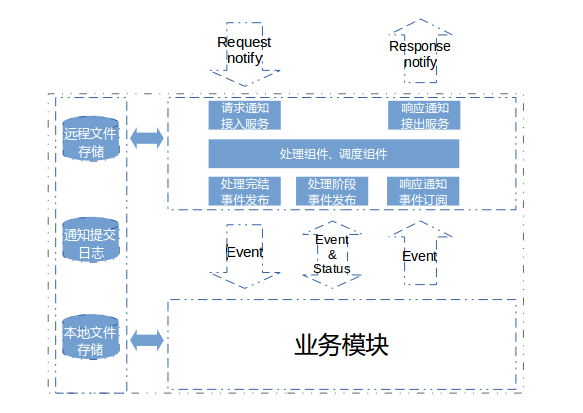 Request
notify
Response
notify
请求通知
接入服务
响应通知
接出服务
远程文件
存储
处理组件、调度组件
处理完结
事件发布
处理阶段
事件发布
响应通知
事件订阅
通知提交
日志
Event
Event
&
Status
Event
本地文件
存储
业务模块